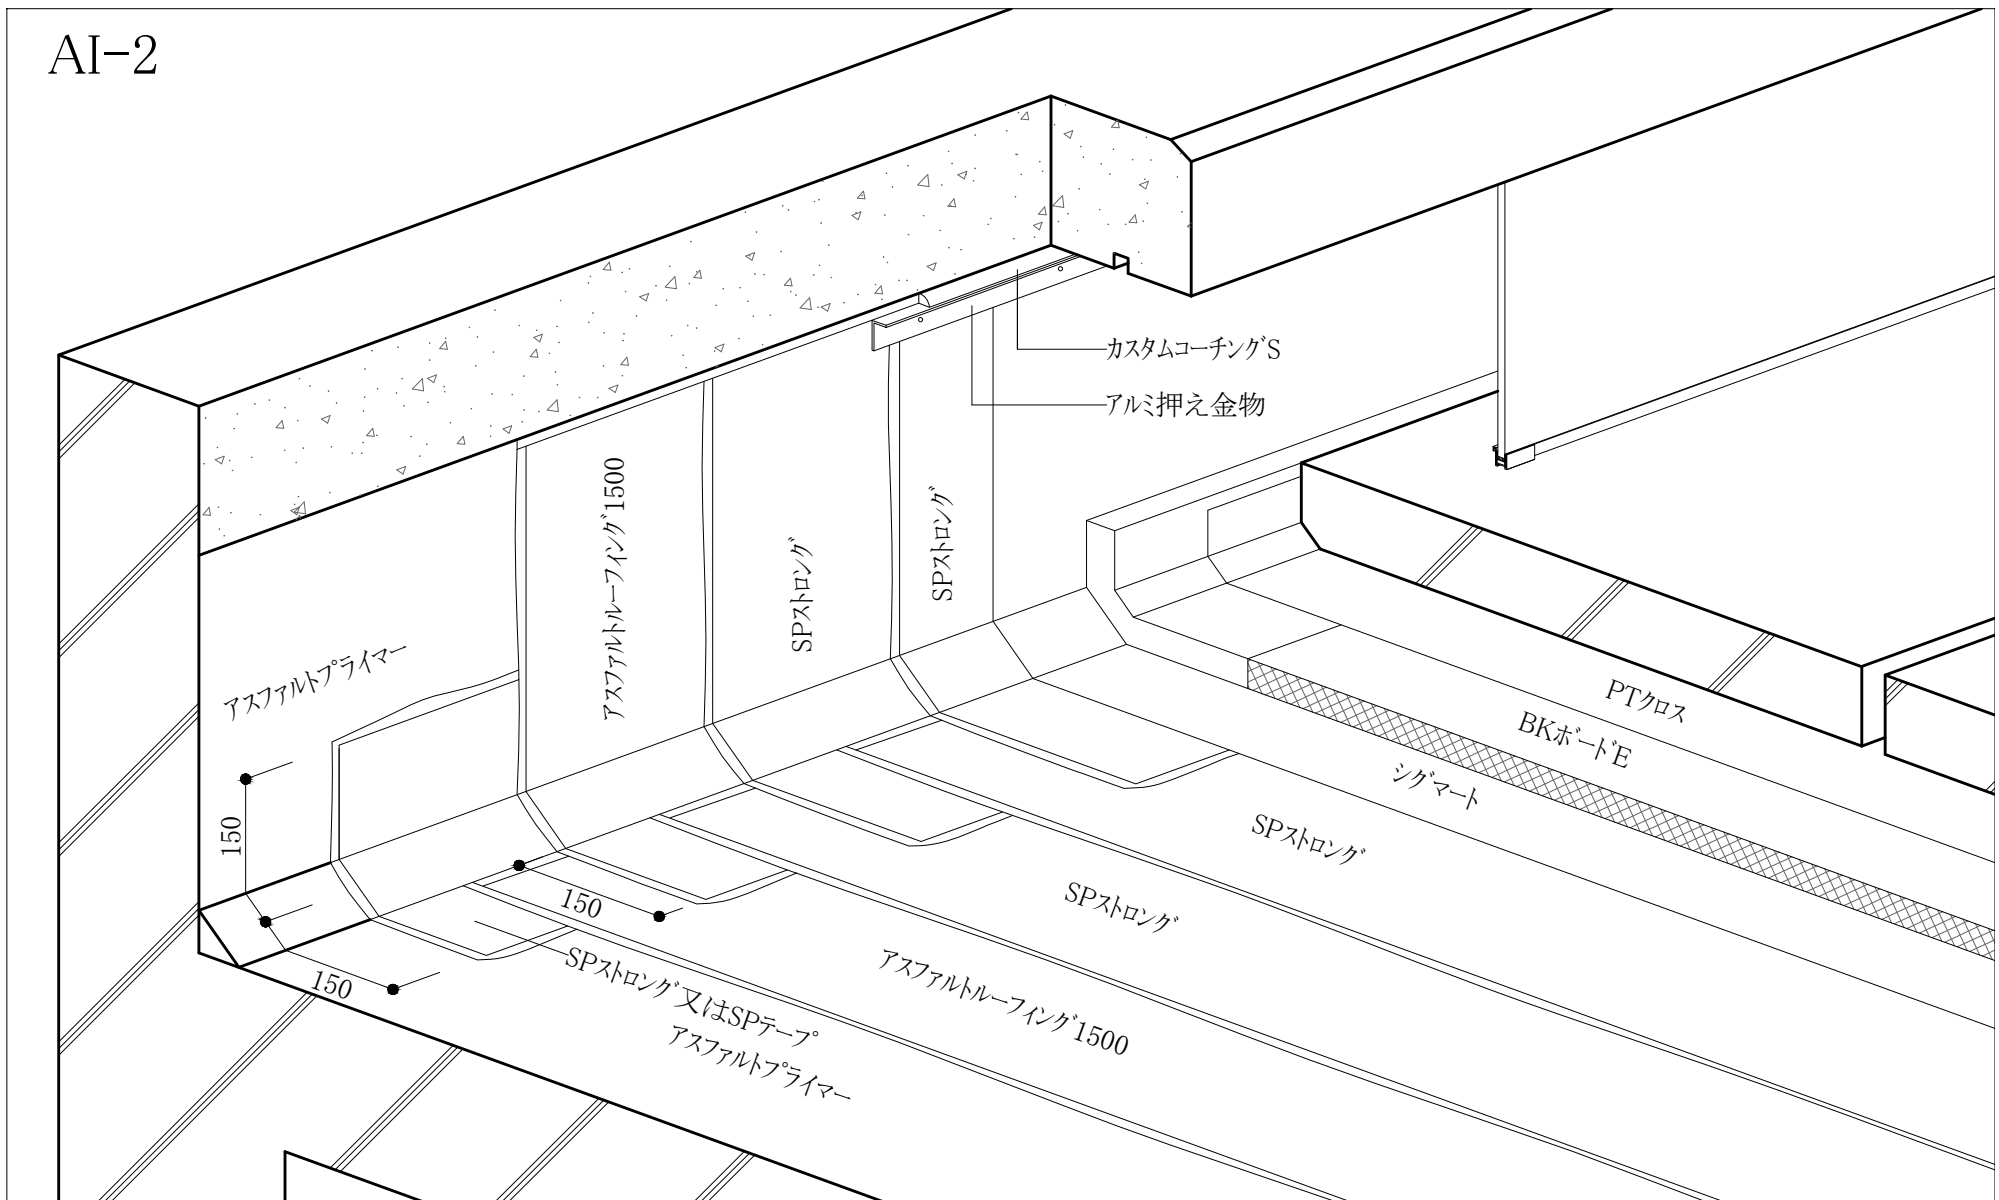 AI-2
カスタムコーチングS
アルミ押え金物
アスファルトルーフィング1500
SPストロング
SPストロング
アスファルトプライマー
150
150
150
PTクロス
BKボードE
シグマート
SPストロング
SPストロング
アスファルトルーフィング1500
SPストロング又はSPテープ
アスファルトプライマー